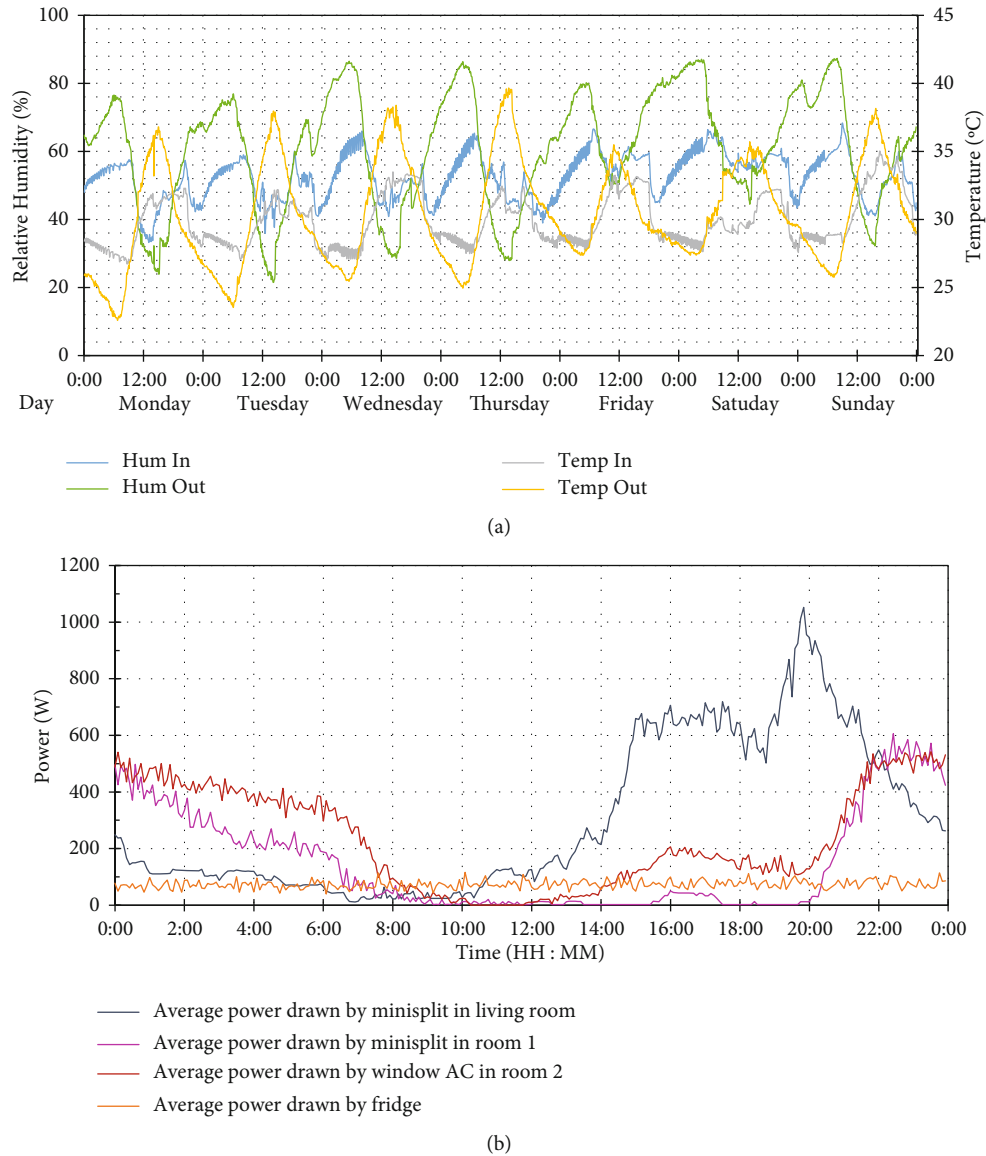 100 45
80 40
60 35
40 30
20 25
0 20
Relative Humidity (%)
Temperature (ºC)
0:00 12:00 0:00 12:00 0:00 12:00 0:00 12:00 0:00 12:00 0:00 12:00 0:00 12:00 0:00
Day Monday Tuesday Wednesday Thursday Friday Satuday Sunday
Hum In Temp In
Hum Out Temp Out
(a)
1200
1000
800
600
400
200
0
Power (W)
0:00 2:00 4:00 6:00 8:00 10:00 12:00 14:00 16:00 18:00 20:00 22:00 0:00
Time (HH : MM)
Average power drawn by minisplit in living room
Average power drawn by minisplit in room 1
Average power drawn by window AC in room 2
Average power drawn by fridge
(b)